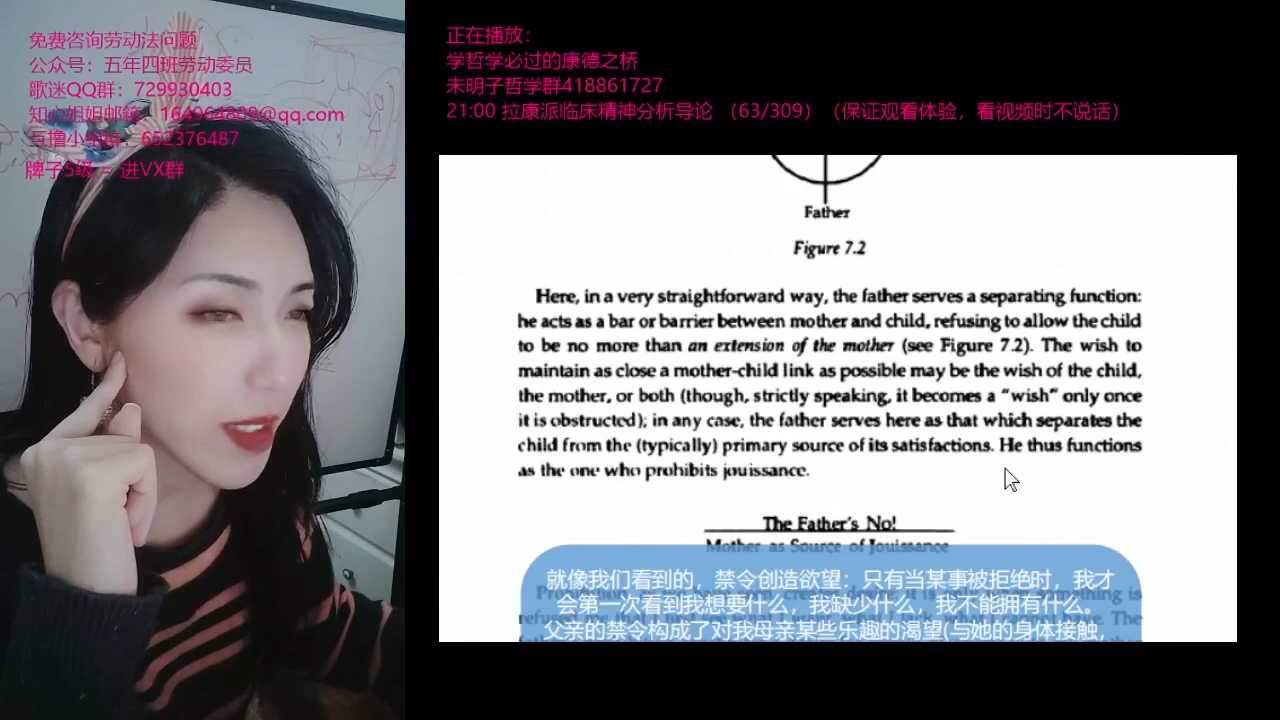 免费咨询劳动法问题
公众号：五年四班劳动委员
歌迷QQ群：729930403
@qq.com
652376487
牌子5级 = 进VX群
正在播放：
学哲学必过的康德之桥
未明子哲学群418861727
21:00 拉康派临床精神分析导论 （63/309）（保证观看体验，看视频时不说话）
Father
Figure 7.2
Here, in a very straightforward way, the father serves a separating function:
he acts as a bar or barrier between mother and child, refusing to allow the child
to be no more than an extension of the mother (see Figure 7.2). The wish to
maintain as close a mother-child link as possible may be the wish of the child,
the mother, or both (though, strictly speaking, it becomes a "wish" only once
it is obstructed); in any case, the father serves here as that which separates the
child from the (typically) primary source of its satisfactions. He thus functions
as the one who prohibits jouissance.
The Father's No!
Mother as Source of Jouissance
就像我们看到的，禁令创造欲望：只有当某事被拒绝时，我才
会第一次看到我想要什么，我缺少什么，我不能拥有什么。
父亲的禁令构成了对我母亲某些乐趣的渴望(与她的身体接触，